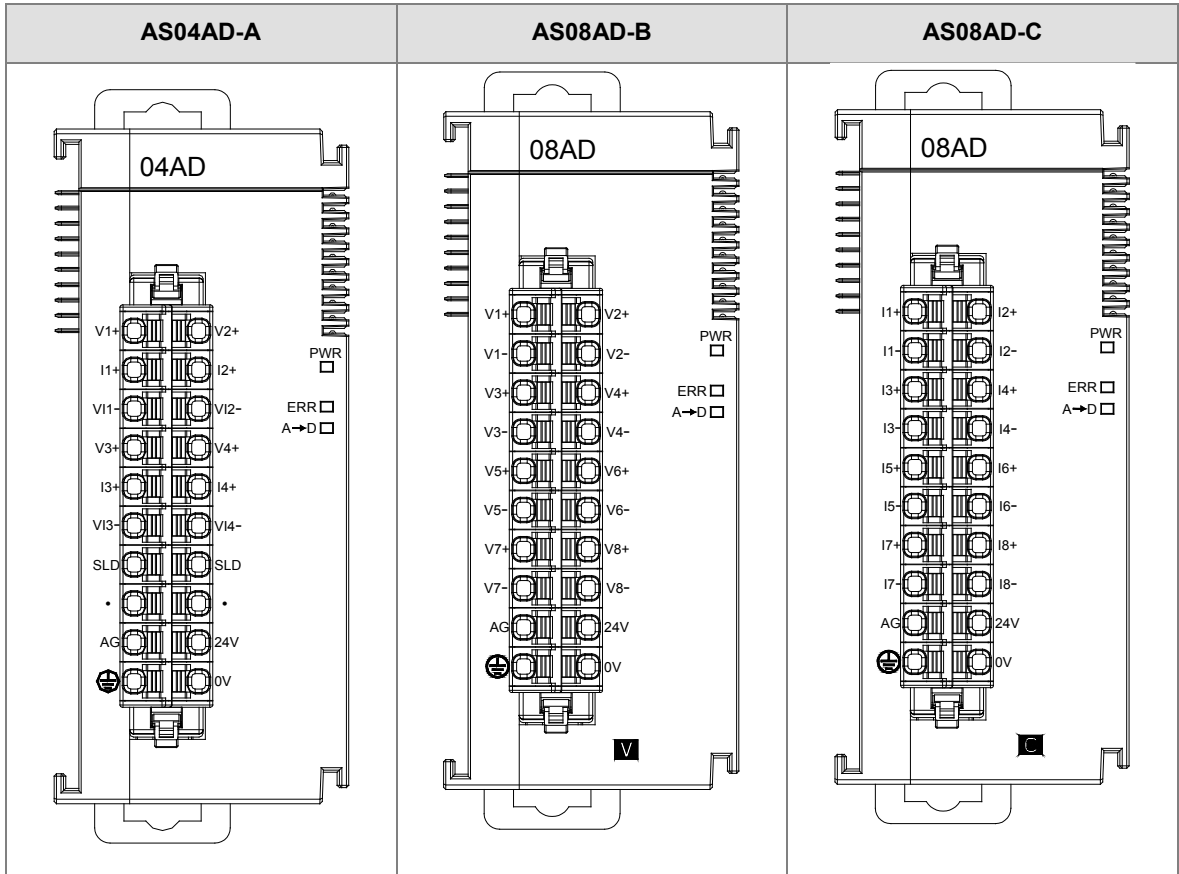 AS04AD-A AS08AD-B AS08AD-C
04AD
V1+ V2+
PWR
I1+ I2+
VI1- VI2-
ERR
A→D
V3+ V4+
I3+ I4+
VI3- VI4-
SLD SLD
• •
AG 24V
0V
08AD
V1+ V2+
PWR
V1- V2-
V3+ V4+
ERR
A→D
V3- V4-
V5+ V6+
V5- V6-
V7+ V8+
V7- V8-
AG 24V
0V
V
08AD
I1+ I2+
PWR
I1- I2-
I3+ I4+
ERR
A→D
I3- I4-
I5+ I6+
I5- I6-
I7+ I8+
I7- I8-
AG 24V
0V
C